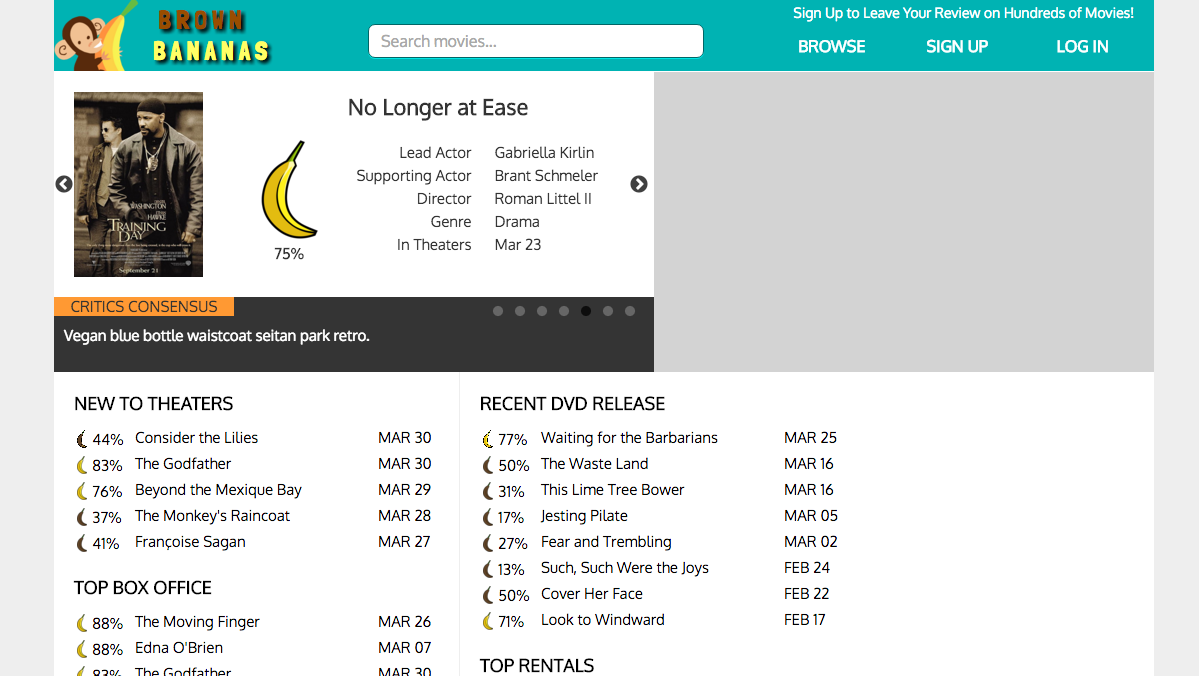 BROWN
BANANAS
Search movies...
Sign Up to Leave Your Review on Hundreds of Movies!
BROWSE SIGN UP LOG IN
WASHINGTON
HAWKE
TRAINING
DAY
September 21
75%
No Longer at Ease
Lead Actor Gabriella Kirlin
Supporting Actor Brant Schmeler
Director Roman Littel II
Genre Drama
In Theaters Mar 23
CRITICS CONSENSUS
Vegan blue bottle waistcoat seitan park retro.
NEW TO THEATERS
44% Consider the Lilies MAR 30
83% The Godfather MAR 30
76% Beyond the Mexique Bay MAR 29
37% The Monkey's Raincoat MAR 28
41% Françoise Sagan MAR 27
TOP BOX OFFICE
88% The Moving Finger MAR 26
88% Edna O'Brien MAR 07
83% The Godfather MAR 30
RECENT DVD RELEASE
77% Waiting for the Barbarians MAR 25
50% The Waste Land MAR 16
31% This Lime Tree Bower MAR 16
17% Jesting Pilate MAR 05
27% Fear and Trembling MAR 02
13% Such, Such Were the Joys FEB 24
50% Cover Her Face FEB 22
71% Look to Windward FEB 17
TOP RENTALS